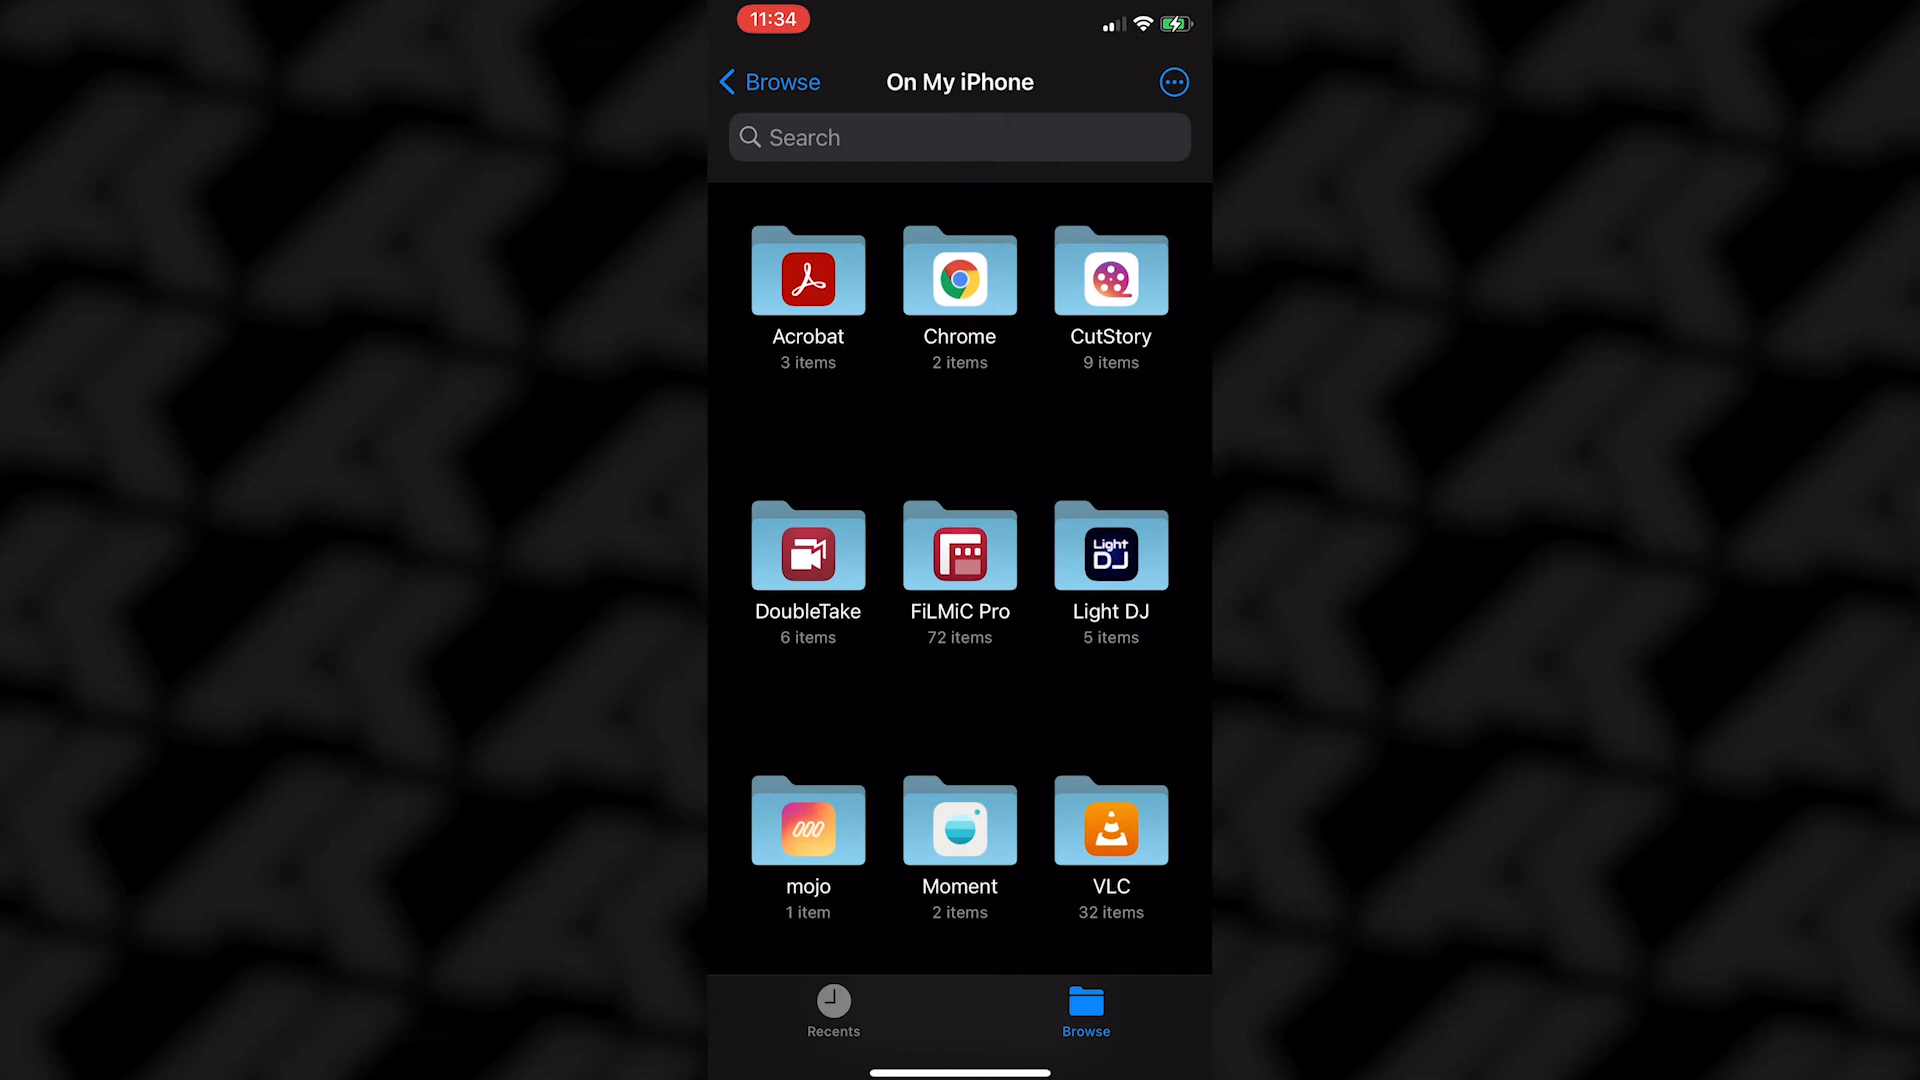 11:34
Browse
On My iPhone
Search
Acrobat
Chrome
CutStory
3 items
2 items
9 items
Light
DJ
DoubleTake
FiLMiC Pro
Light DJ
6 items
72 items
5 items
mojo
Moment
VLC
1 item
2 items
32 items
Recents
Browse